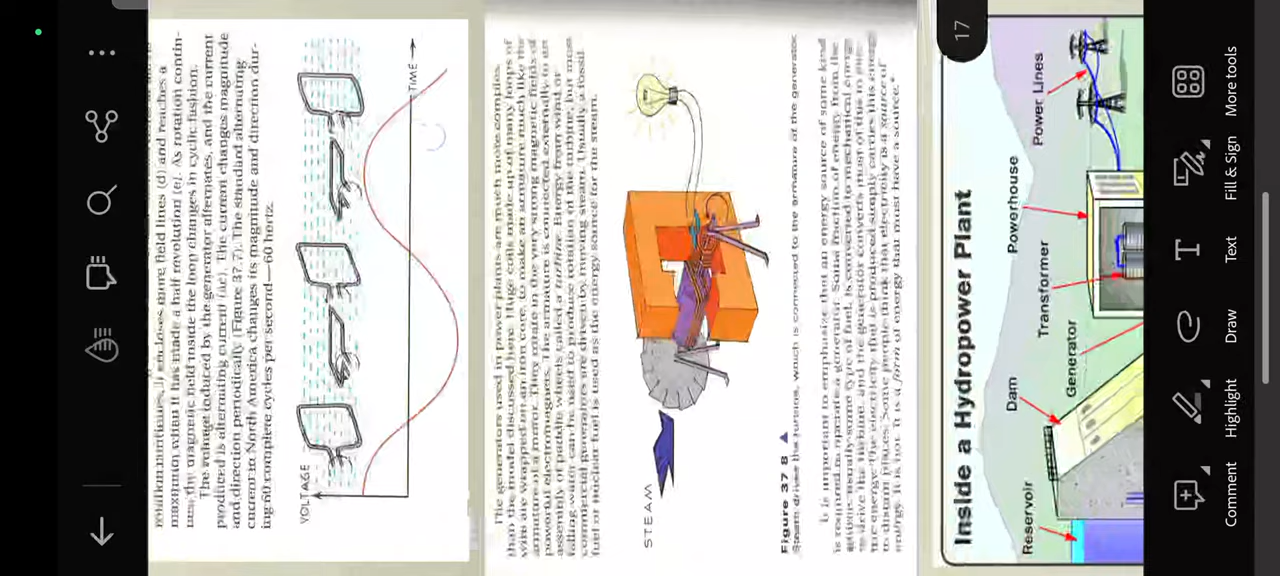 maximum when it has made a half revolution (e). As rotation contin-
ues, the magnetic field inside the loop changes in cyclic fashion.
The voltage induced by the generator alternates, and the current
produced is alternating current (ac). The current changes magnitude
and direction periodically (Figure 37.7). The standard alternating
current in North America changes its magnitude and direction dur-
ing 60 complete cycles per second—60 hertz.
VOLTAGE
TIME
The generators used in power plants are much more complex
than the model discussed here. Huge coils made up of many loops of
wire are wrapped on an iron core, to make an armature much like the
armature of a motor. They rotate in the very strong magnetic fields of
powerful electromagnets. The armature is connected externally to an
assembly of paddle wheels called a turbine. Energy from wind or
falling water can be used to produce rotation of the turbine, but most
commercial generators are driven by moving steam. Usually a fossil
fuel or nuclear fuel is used as the energy source for the steam.
STEAM
Figure 37.8 ▲
Steam drives the turbine, which is connected to the armature of the generator.
It is important to emphasize that an energy source of some kind
is required to operate a generator. Some fraction of energy from the
source, usually some type of fuel, is converted to mechanical energy
to drive the turbine, and the generator converts most of this to
the energy. The electricity that is produced simply carries this energy
to distant places. Some people think that electricity is a source of
energy. It is not. It is a form of energy that must have a source.
17
Inside a Hydropower Plant
Reservoir
Dam
Generator
Transformer
Powerhouse
Power Lines
Comment
Highlight
Draw
Text
Fill & Sign
More tools